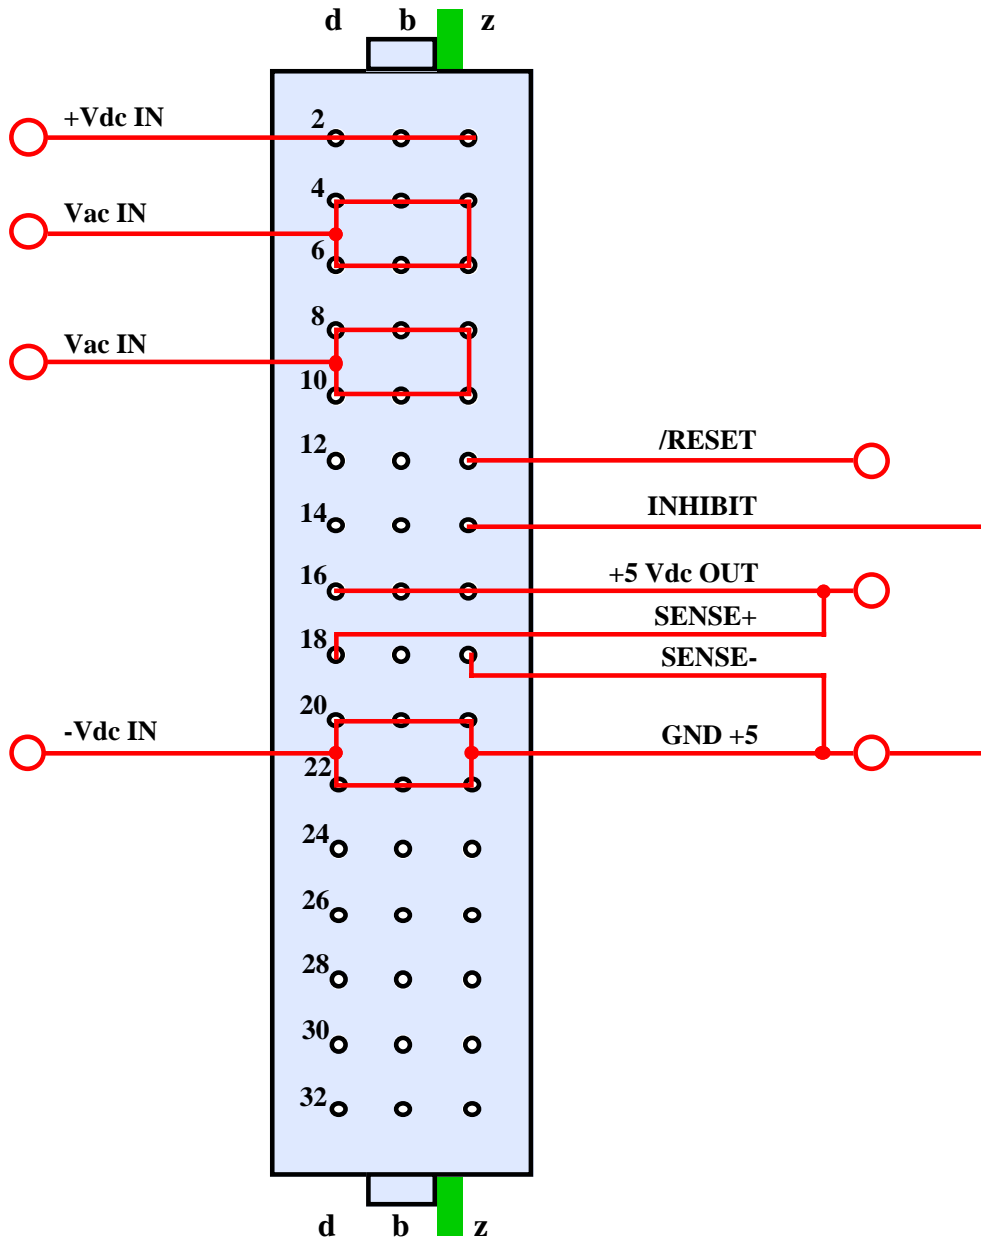 d b z
+Vdc IN
2
4
Vac IN
6
8
Vac IN
10
12
/RESET
14
INHIBIT
16
+5 Vdc OUT
SENSE+
18
SENSE-
20
-Vdc IN
GND +5
22
24
26
28
30
32
d b z